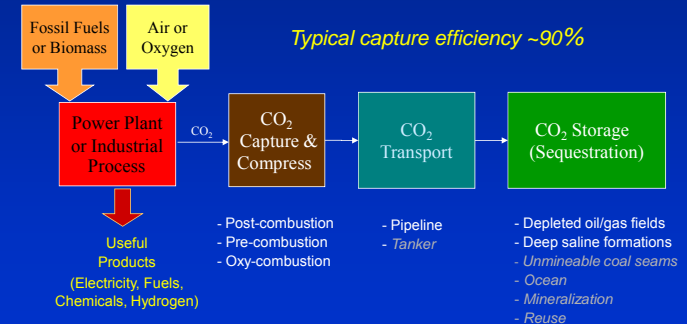 Fossil Fuels
or Biomass
Air or
Oxygen
Typical capture efficiency ~90%
Power Plant
or Industrial
Process
CO₂
CO₂
Capture &
Compress
CO₂
Transport
CO₂ Storage
(Sequestration)
Useful
Products
(Electricity, Fuels,
Chemicals, Hydrogen)
- Post-combustion
- Pre-combustion
- Oxy-combustion
- Pipeline
- Tanker
- Depleted oil/gas fields
- Deep saline formations
- Unmineable coal seams
- Ocean
- Mineralization
- Reuse